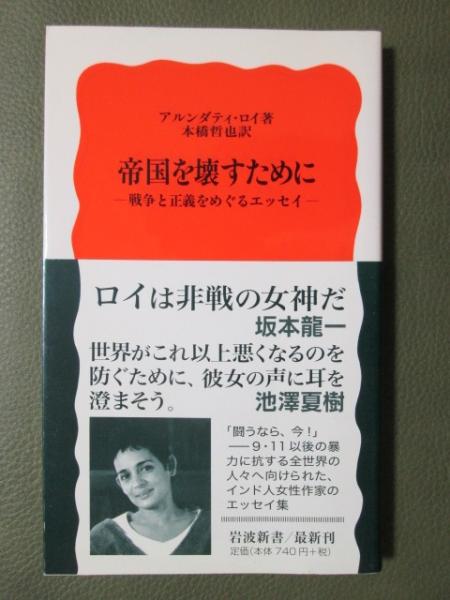 アルンダティ・ロイ著
本橋哲也訳
帝国を壊すために
―戦争と正義をめぐるエッセイ―
ロイは非戦の女神だ
坂本龍一
世界がこれ以上悪くなるのを
防ぐために、彼女の声に耳を
澄まそう。 池澤夏樹
「闘うなら、今!」
――9・11以後の暴
力に抗する全世界の
人々へ向けられた、
インド人女性作家の
エッセイ集
岩波新書/最新刊
定価(本体740円+税)